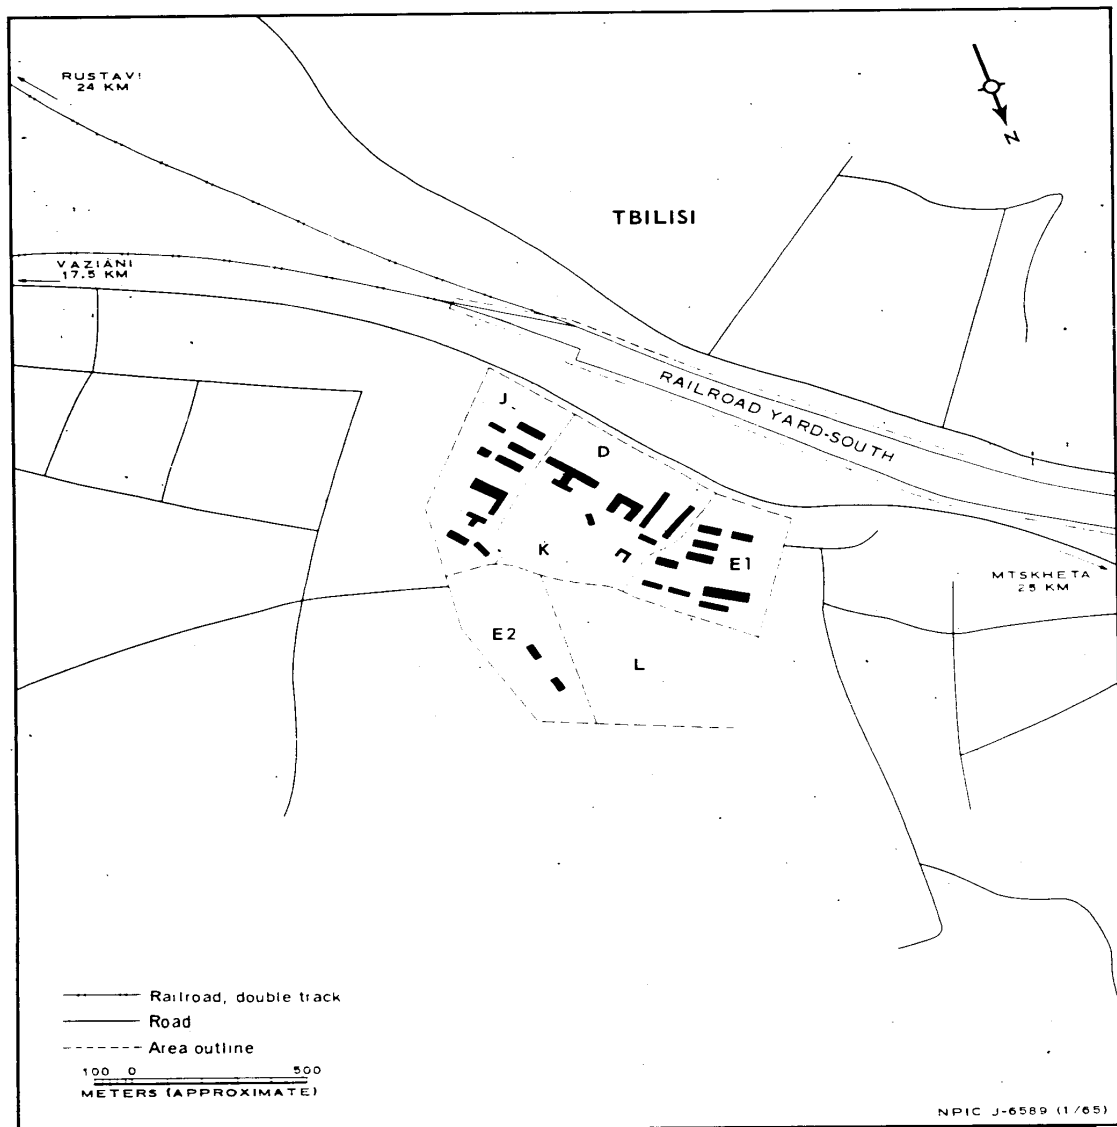 RUSTAVI
24 KM
N
TBILISI
VAZIANI
17.5 KM
RAILROAD YARD-SOUTH
J
D
K
E1
MTSKHETA
25 KM
E2
L
Railroad, double track
Road
Area outline
100 0 500
METERS (APPROXIMATE)
NPIC J-6589 (1/65)